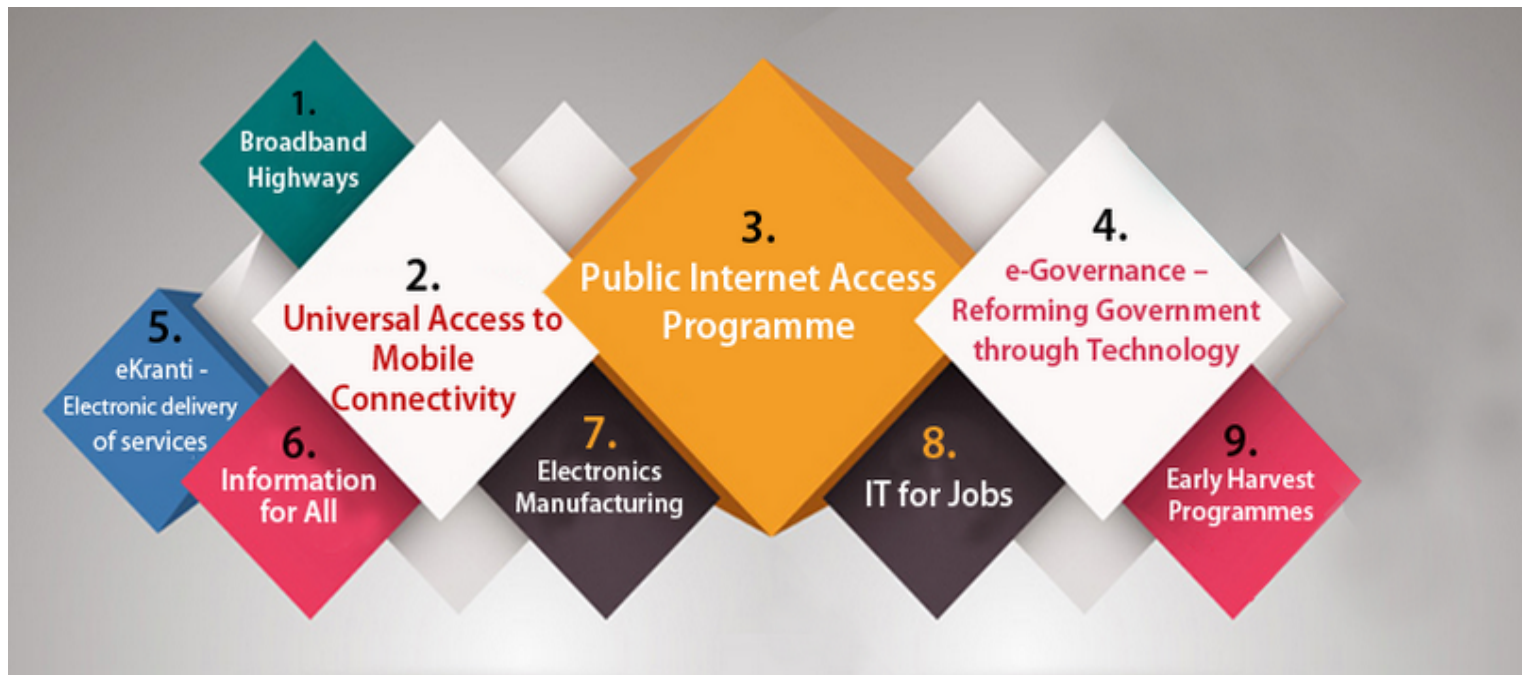 1.
Broadband
Highways
2.
Universal Access to
Mobile
Connectivity
3.
Public Internet Access
Programme
4.
e-Governance –
Reforming Government
through Technology
5.
eKranti -
Electronic delivery
of services
6.
Information
for All
7.
Electronics
Manufacturing
8.
IT for Jobs
9.
Early Harvest
Programmes